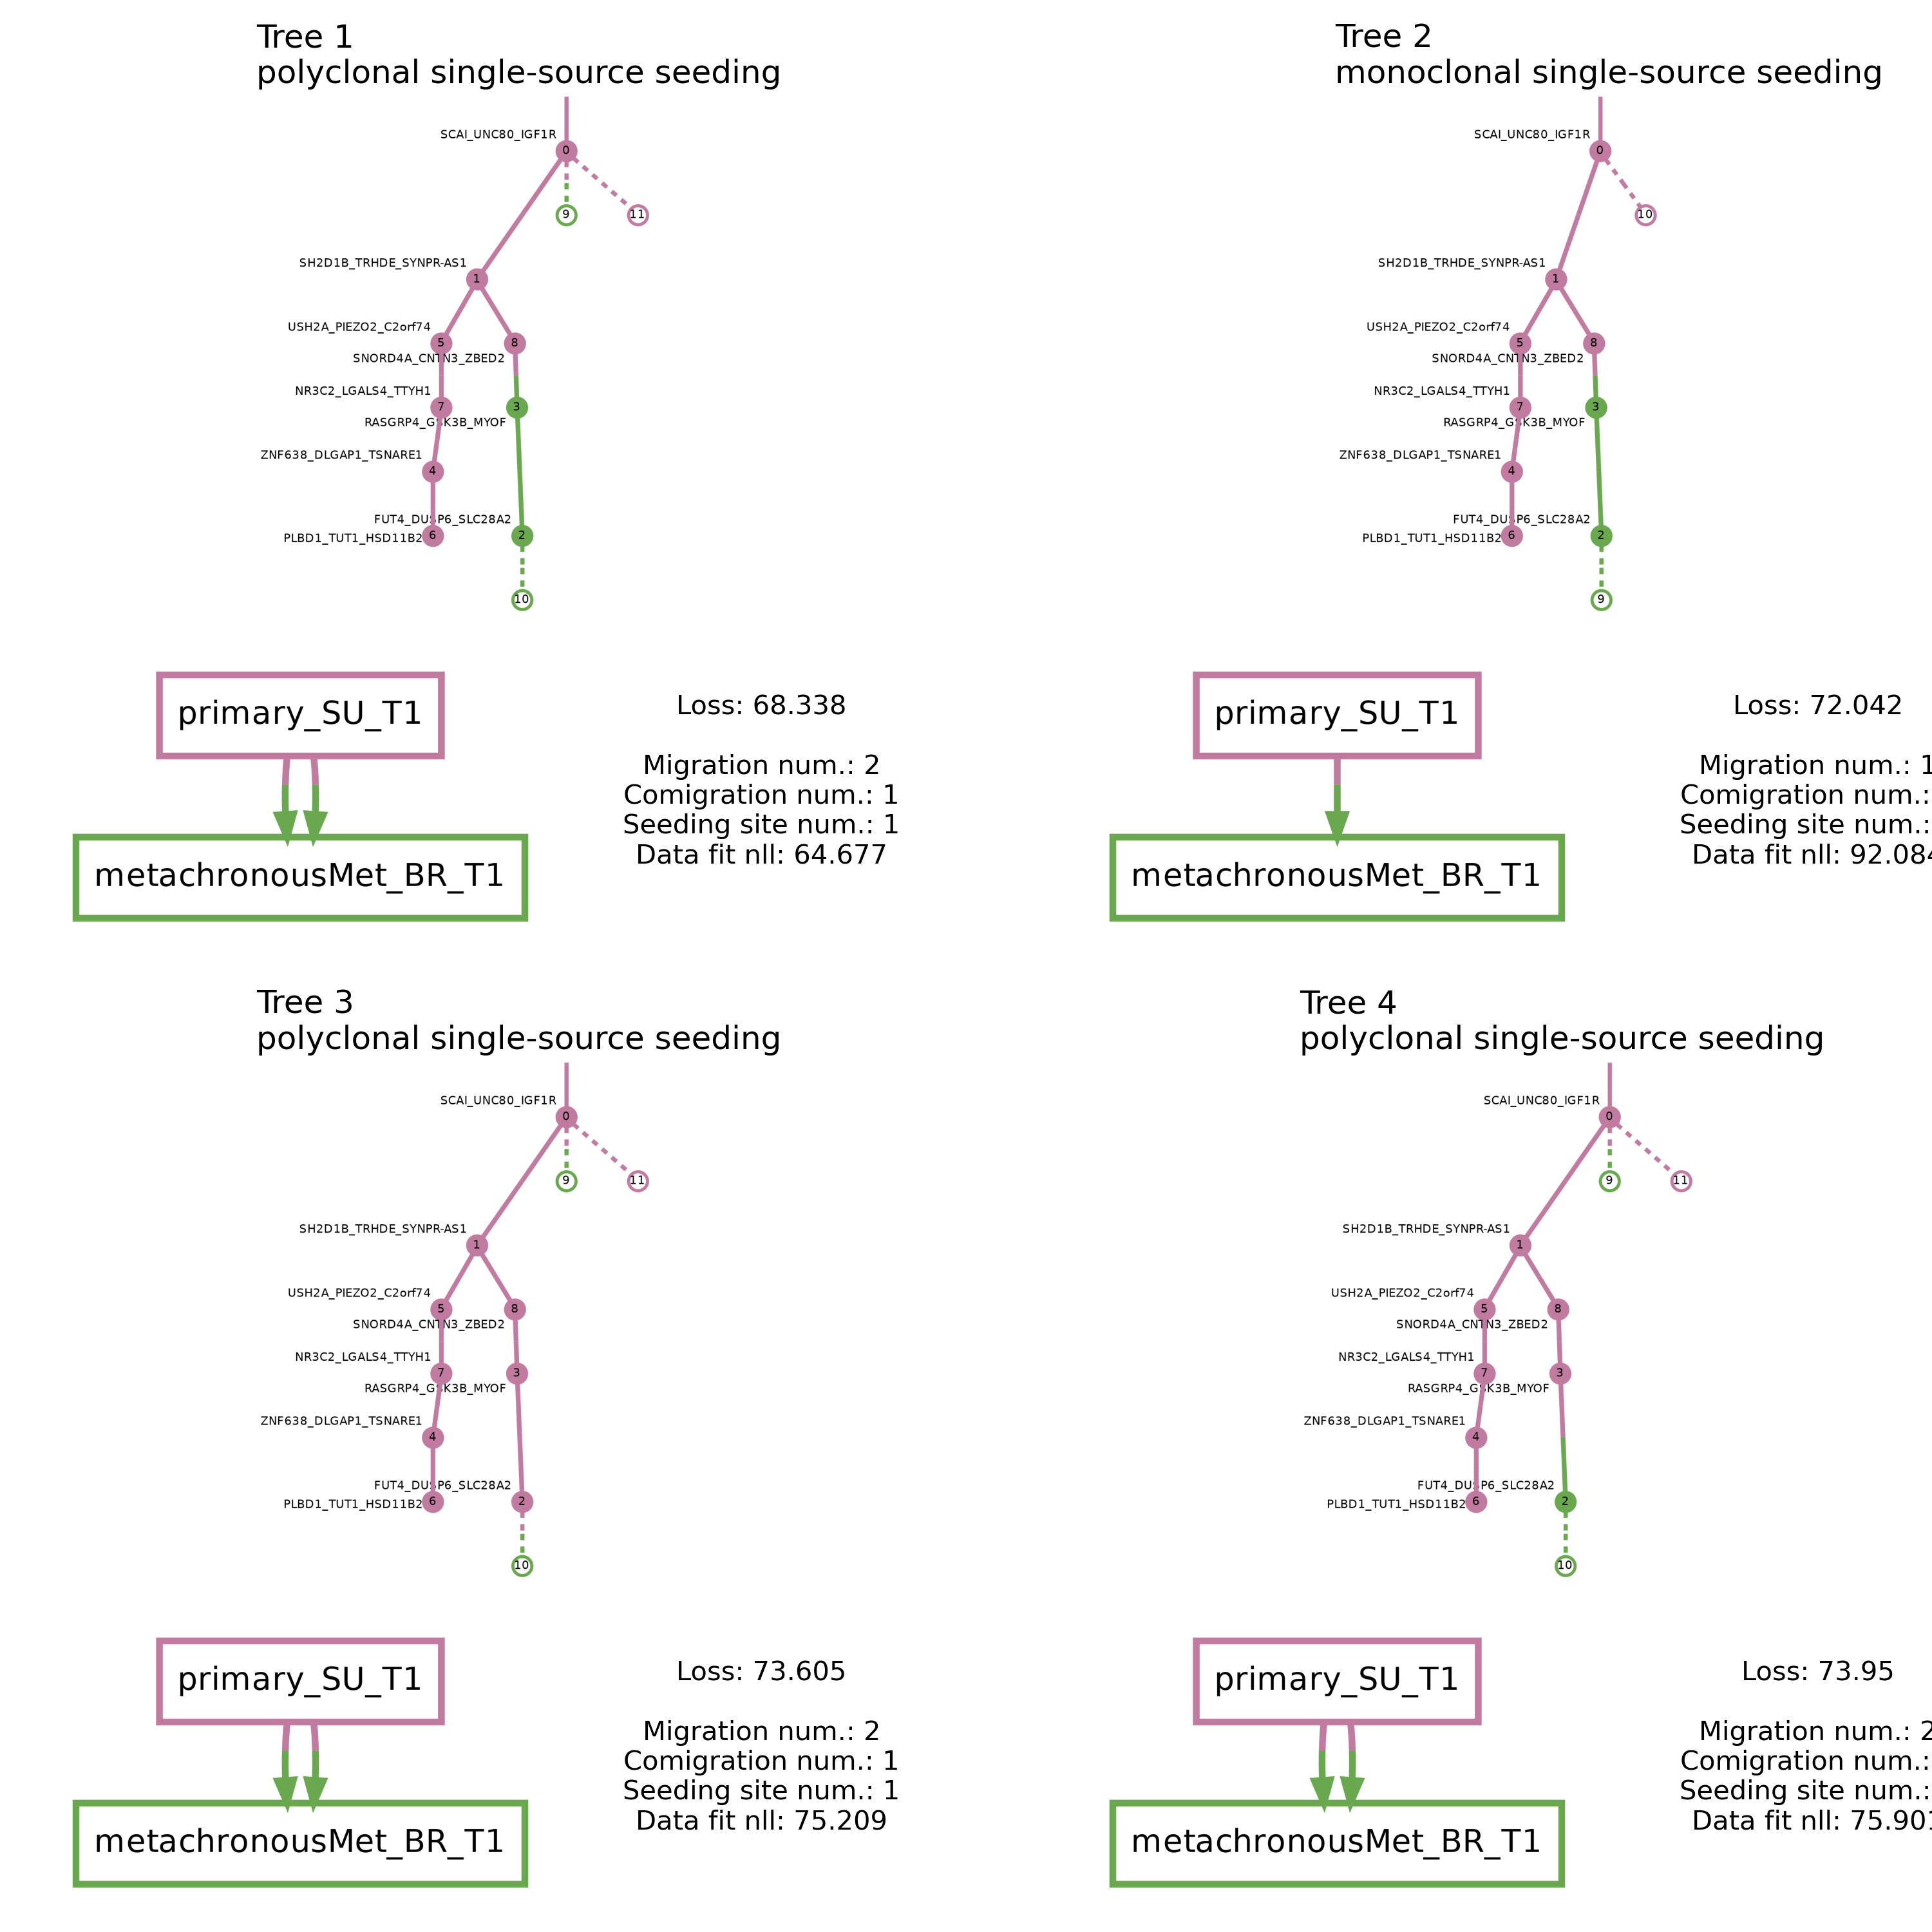 Tree 1
polyclonal single-source seeding
SCAI_UNC80_IGF1R
0
9
11
SH2D1B_TRHDE_SYNPR-AS1
1
USH2A_PIEZO2_C2orf74
5
8
SNORD4A_CNTN3_ZBED2
NR3C2_LGALS4_TTYH1
7
3
RASGRP4_GSK3B_MYOF
ZNF638_DLGAP1_TSNARE1
4
FUT4_DUSP6_SLC28A2
2
PLBD1_TUT1_HSD11B2
6
10
primary_SU_T1
metachronousMet_BR_T1
Loss: 68.338
Migration num.: 2
Comigration num.: 1
Seeding site num.: 1
Data fit nll: 64.677
Tree 2
monoclonal single-source seeding
SCAI_UNC80_IGF1R
0
10
SH2D1B_TRHDE_SYNPR-AS1
1
USH2A_PIEZO2_C2orf74
5
8
SNORD4A_CNTN3_ZBED2
NR3C2_LGALS4_TTYH1
7
3
RASGRP4_GSK3B_MYOF
ZNF638_DLGAP1_TSNARE1
4
FUT4_DUSP6_SLC28A2
2
PLBD1_TUT1_HSD11B2
6
9
primary_SU_T1
metachronousMet_BR_T1
Loss: 72.042
Migration num.: 1
Comigration num.:
Seeding site num.:
Data fit nll: 92.084
Tree 3
polyclonal single-source seeding
SCAI_UNC80_IGF1R
0
9
11
SH2D1B_TRHDE_SYNPR-AS1
1
USH2A_PIEZO2_C2orf74
5
8
SNORD4A_CNTN3_ZBED2
NR3C2_LGALS4_TTYH1
7
3
RASGRP4_GSK3B_MYOF
ZNF638_DLGAP1_TSNARE1
4
FUT4_DUSP6_SLC28A2
2
PLBD1_TUT1_HSD11B2
6
10
primary_SU_T1
metachronousMet_BR_T1
Loss: 73.605
Migration num.: 2
Comigration num.: 1
Seeding site num.: 1
Data fit nll: 75.209
Tree 4
polyclonal single-source seeding
SCAI_UNC80_IGF1R
0
9
11
SH2D1B_TRHDE_SYNPR-AS1
1
USH2A_PIEZO2_C2orf74
5
8
SNORD4A_CNTN3_ZBED2
NR3C2_LGALS4_TTYH1
7
3
RASGRP4_GSK3B_MYOF
ZNF638_DLGAP1_TSNARE1
4
FUT4_DUSP6_SLC28A2
2
PLBD1_TUT1_HSD11B2
6
10
primary_SU_T1
metachronousMet_BR_T1
Loss: 73.95
Migration num.: 2
Comigration num.:
Seeding site num.:
Data fit nll: 75.901